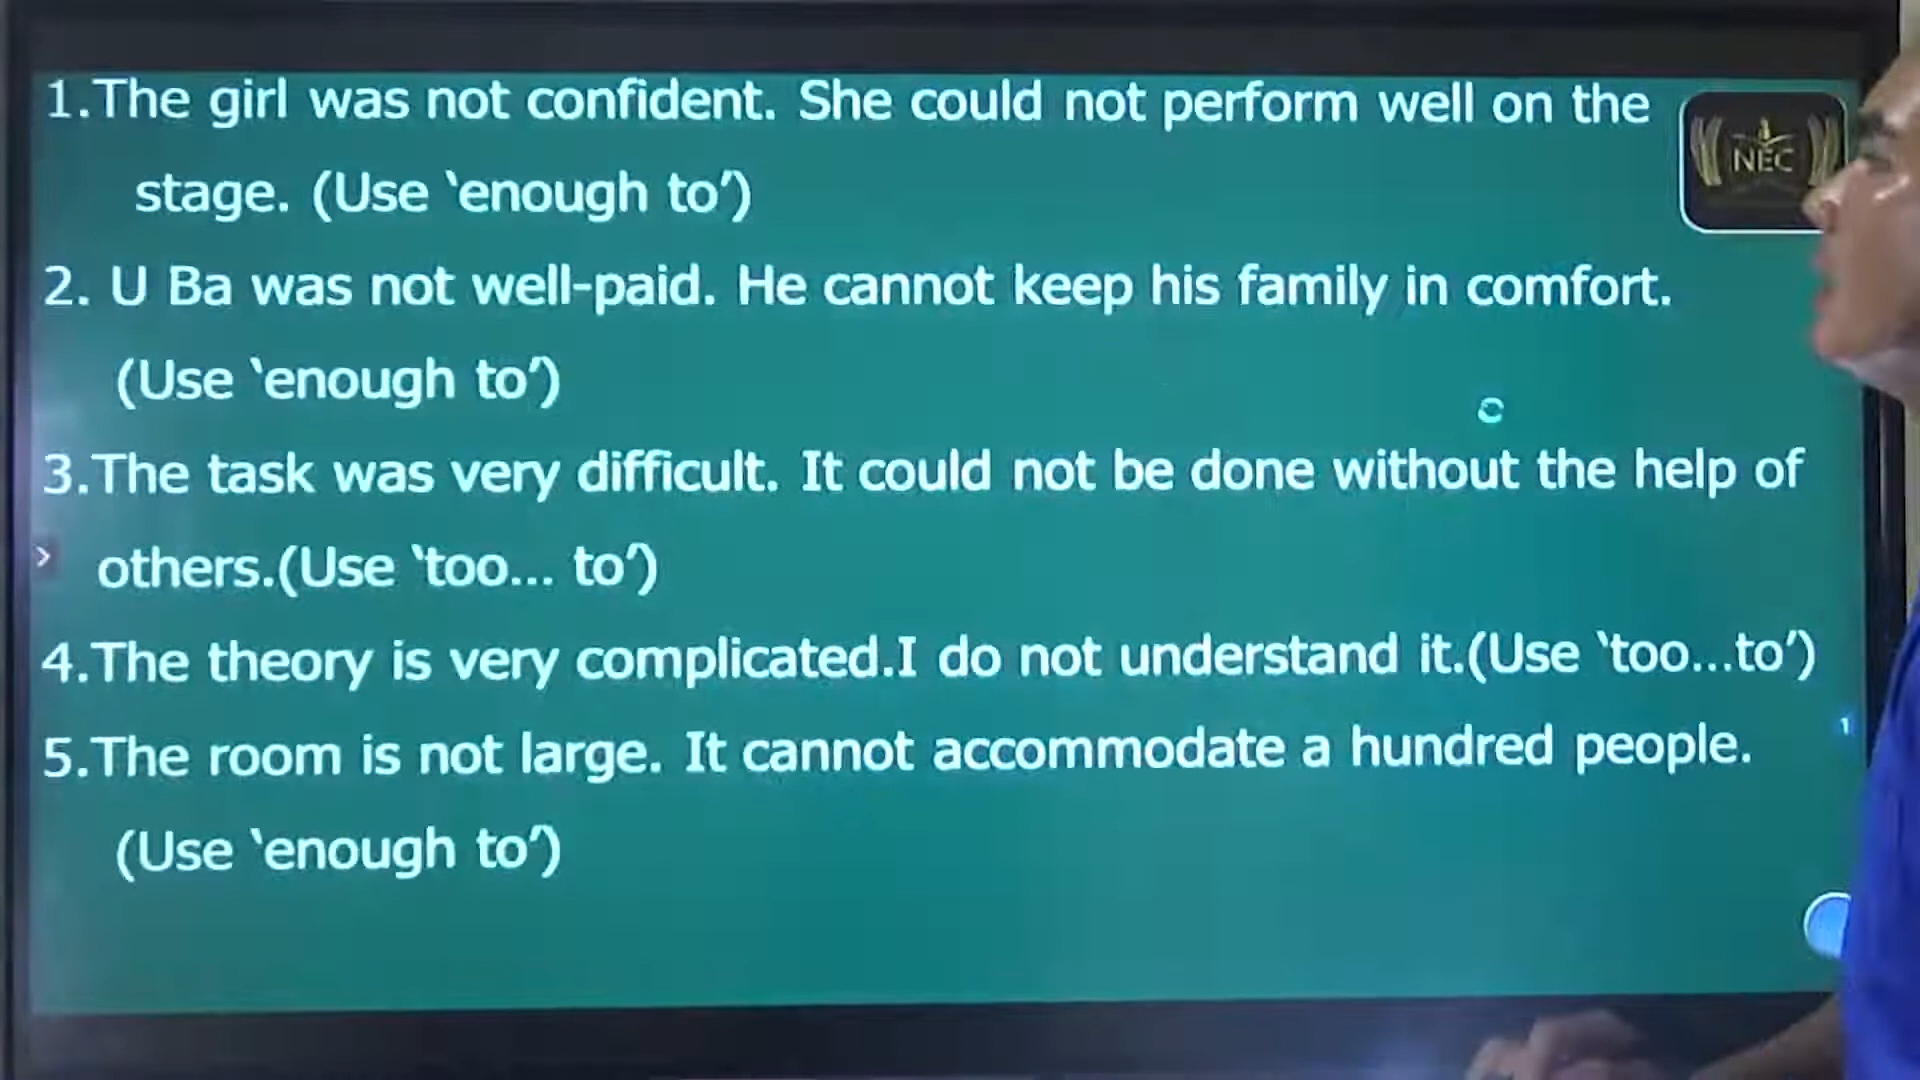 1.The girl was not confident. She could not perform well on the
stage. (Use ‘enough to’)
NEC
2. U Ba was not well-paid. He cannot keep his family in comfort.
(Use ‘enough to’)
3.The task was very difficult. It could not be done without the help of
others.(Use ‘too... to’)
4.The theory is very complicated.I do not understand it.(Use ‘too...to’)
5.The room is not large. It cannot accommodate a hundred people.
(Use ‘enough to’)
1